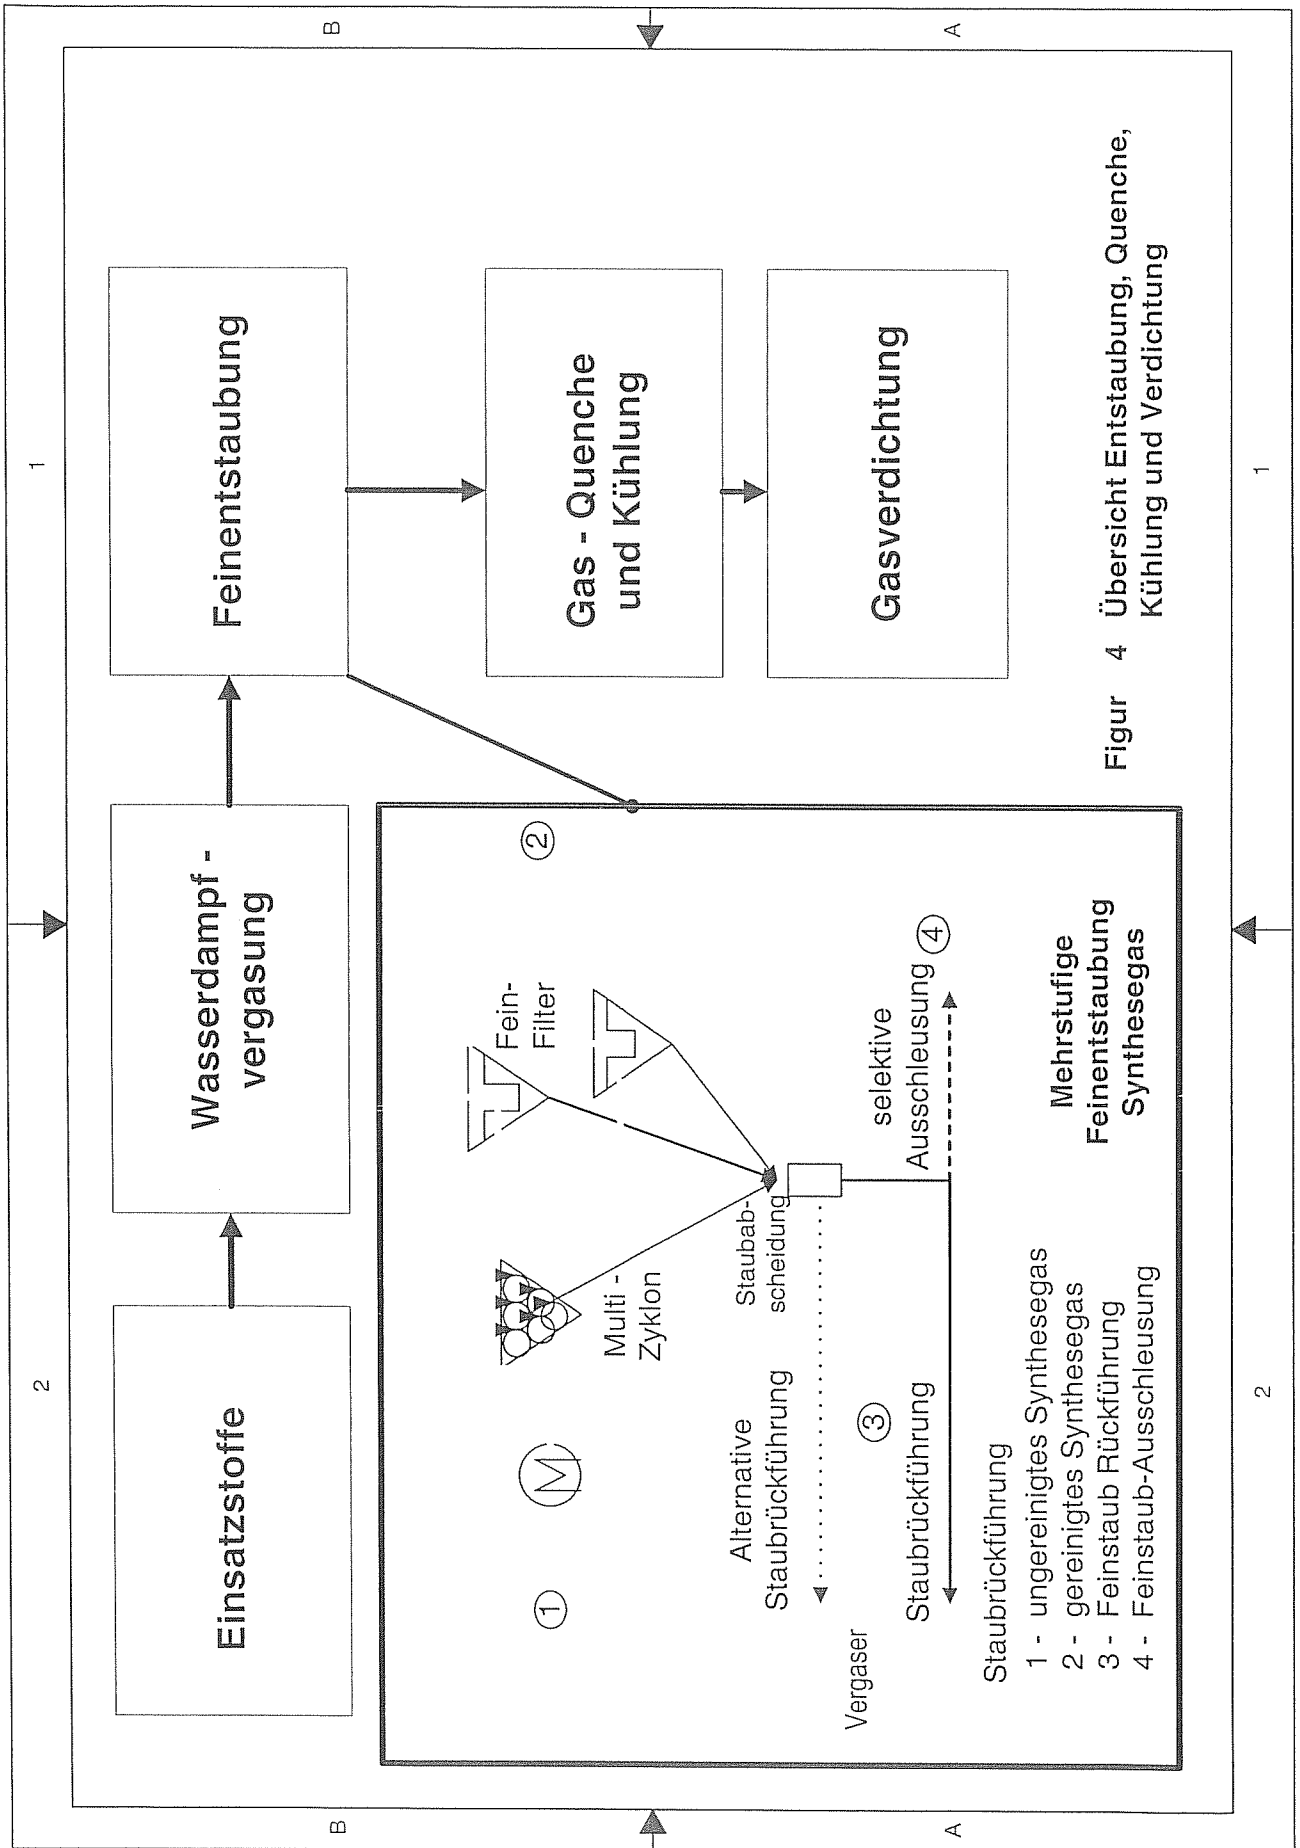 2
1
B
B
Einsatzstoffe
Wasserdampf -
vergasung
Feinentstaubung
Gas - Quenche
und Kühlung
Gasverdichtung
1
M
Multi -
Zyklon
Fein-
Filter
2
Alternative
Staubrückführung
Staubab-
scheidung
Vergaser
3
Staubrückführung
selektive
Ausschleusung
4
Staubrückführung
1 - ungereinigtes Synthesegas
2 - gereinigtes Synthesegas
3 - Feinstaub Rückführung
4 - Feinstaub-Ausschleusung
Mehrstufige
Feinentstaubung
Synthesegas
Figur 4 Übersicht Entstaubung, Quenche,
Kühlung und Verdichtung
A
A
2
1